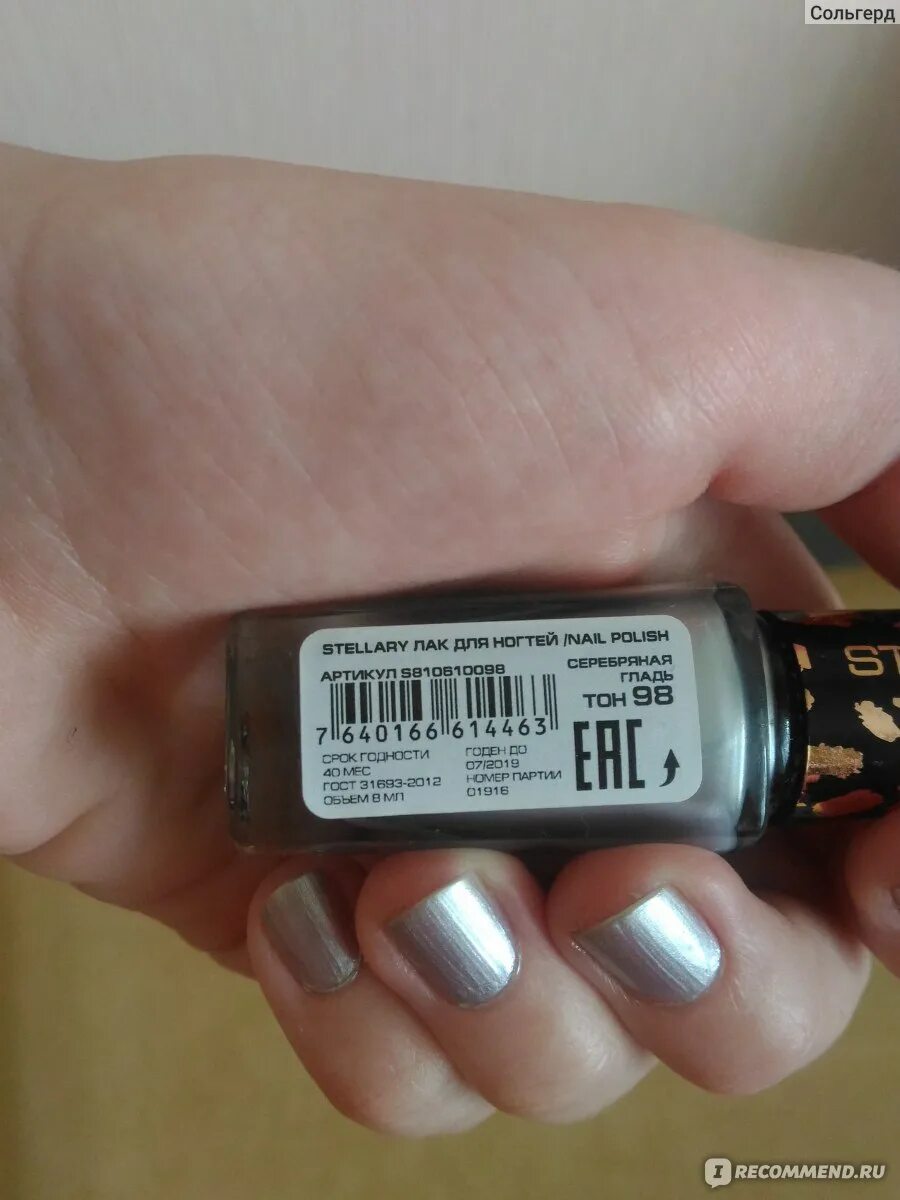 Сольгерд
STELLARY ЛАК ДЛЯ НОГТЕЙ /NAIL POLISH
АРТИКУЛ S810610098
СЕРЕБРЯНАЯ
ГЛАДЬ
ТОН 98
7 640166 614463
СРОК ГОДНОСТИ
40 МЕС
ГОСТ 31693-2012
ОБЪЕМ 8 МЛ
ГОДЕН ДО
07/2019
НОМЕР ПАРТИИ
01916
EAC
ST
IRECOMMEND.RU